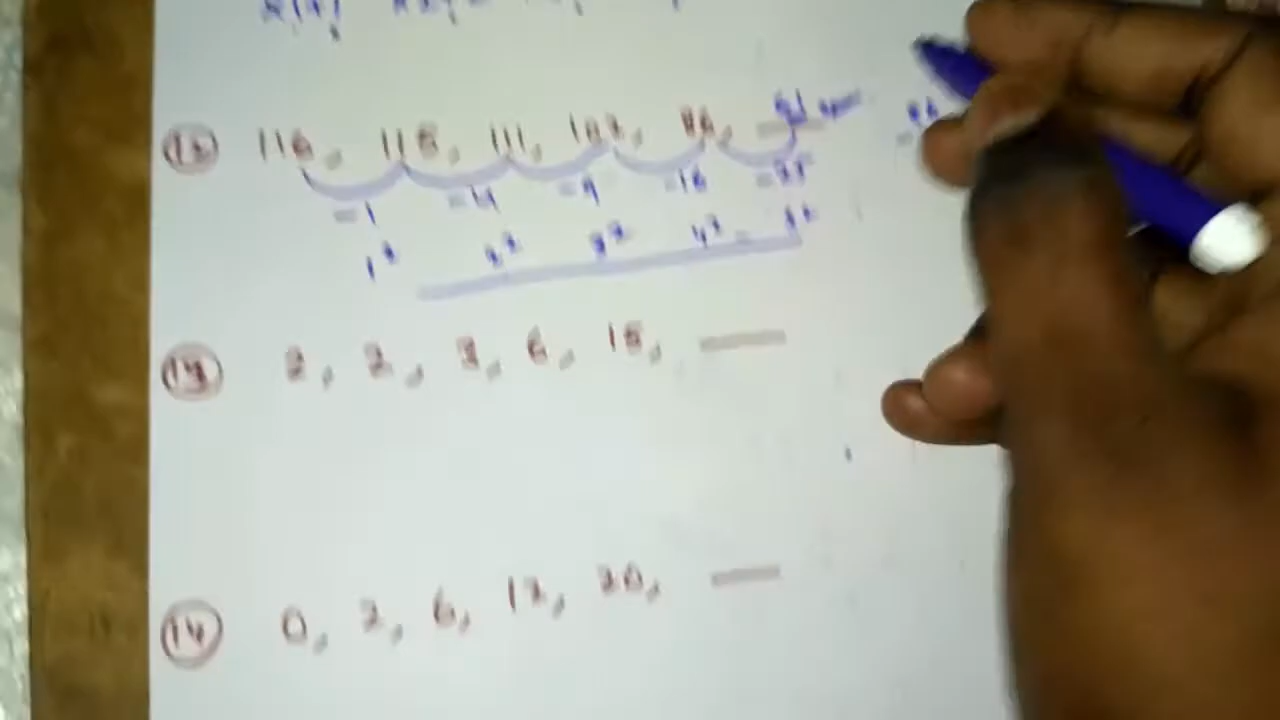 116, 115, 111, 102, 86, 61
-1 -4 -9 -16 -25
1² 2² 3² 4² - 5²
13 2, 2, 3, 6, 15,
14 0, 2, 6, 12, 20,